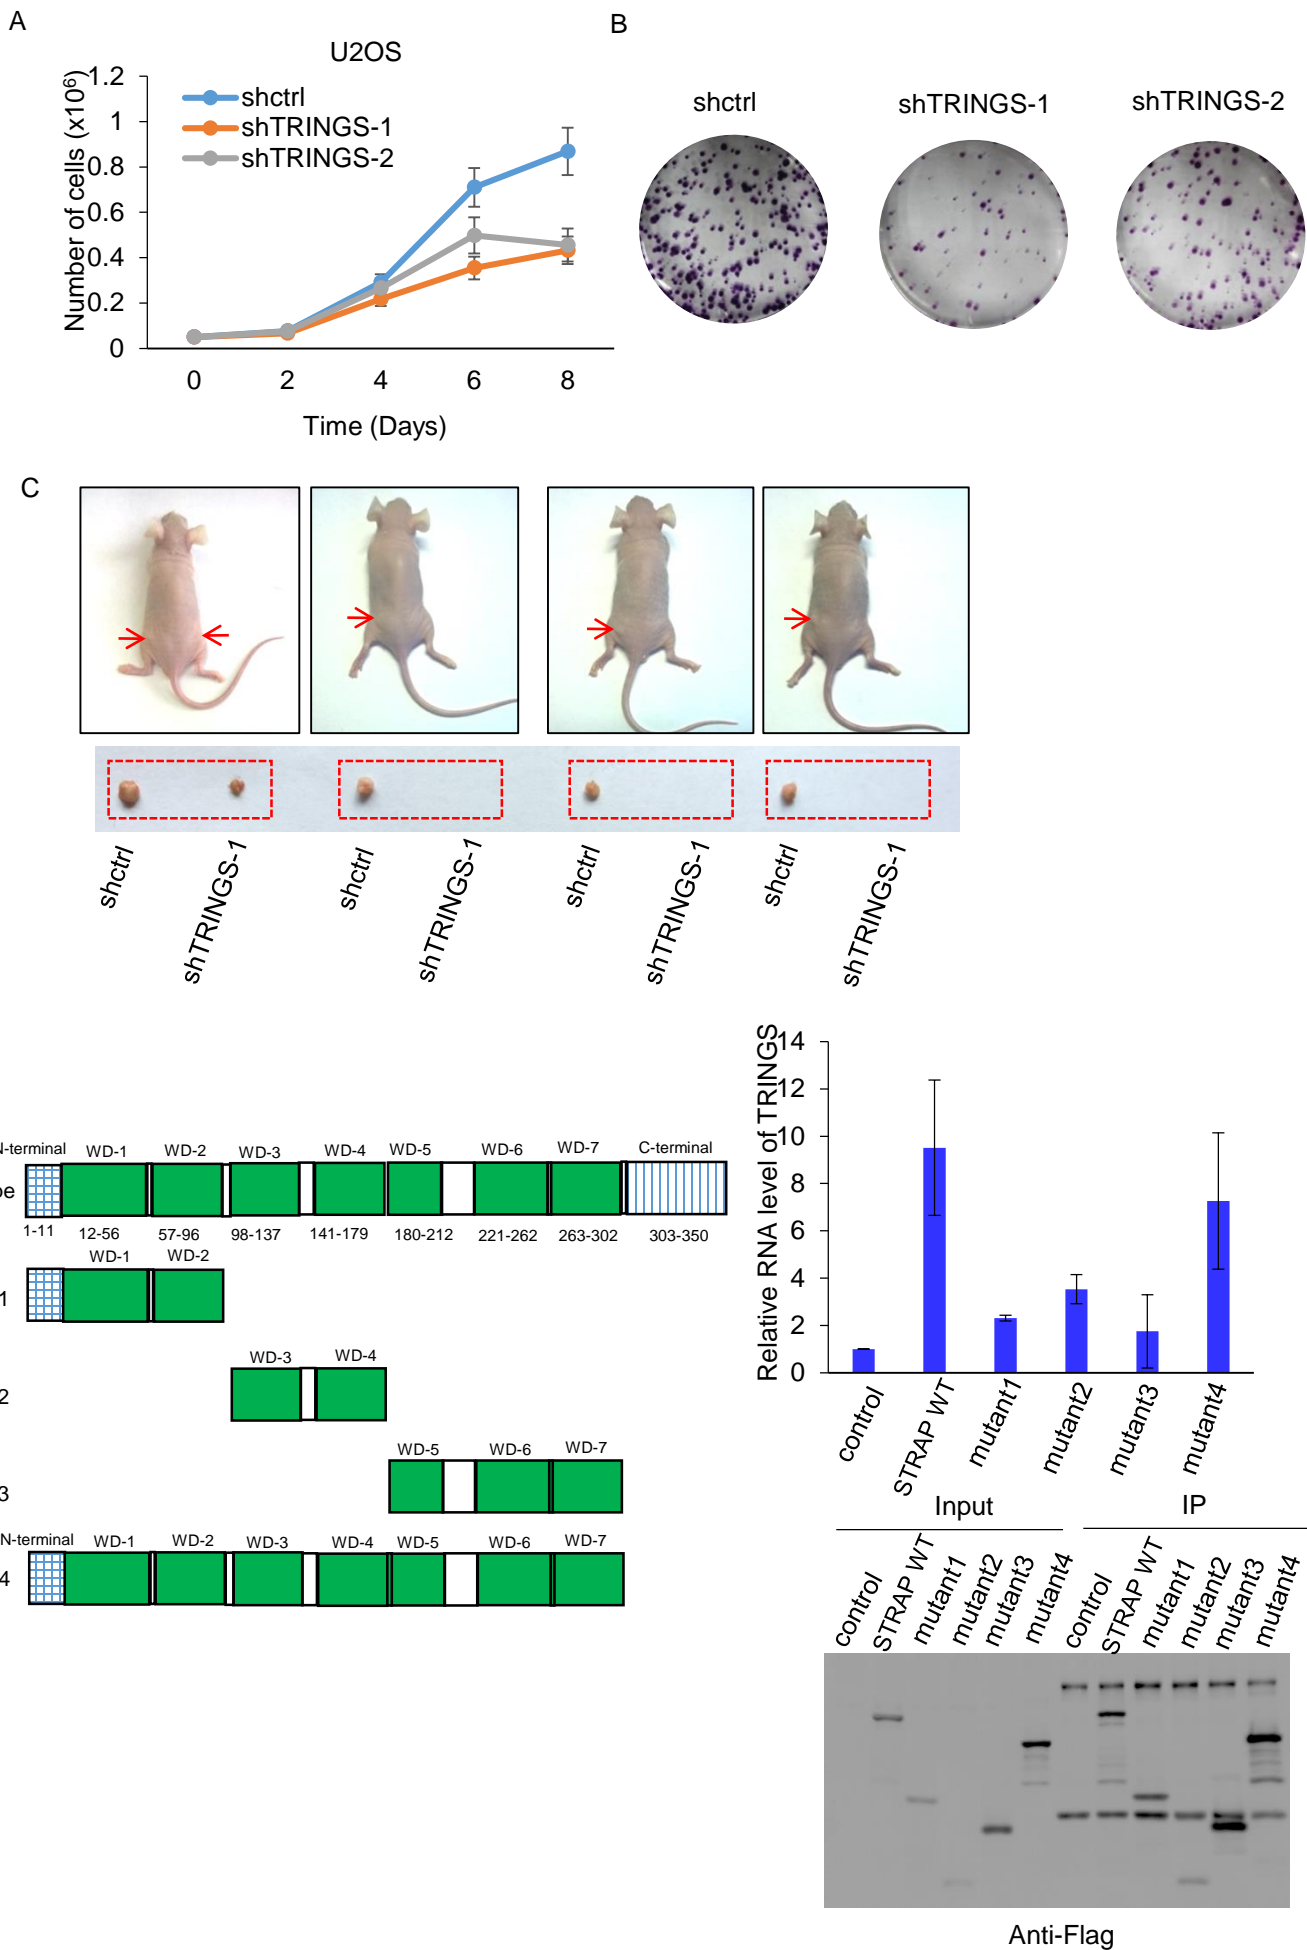 A
U2OS
Number of cells (x10⁶)
1.2
1
0.8
0.6
0.4
0.2
0
shctrl
shTRINGS-1
shTRINGS-2
0 2 4 6 8
Time (Days)
B
shctrl shTRINGS-1 shTRINGS-2
C
shctrl shTRINGS-1 shctrl shTRINGS-1 shctrl shTRINGS-1 shctrl shTRINGS-1
N-terminal WD-1 WD-2 WD-3 WD-4 WD-5 WD-6 WD-7 C-terminal
pe
1-11 12-56 57-96 98-137 141-179 180-212 221-262 263-302 303-350
WD-1 WD-2
1
WD-3 WD-4
2
WD-5 WD-6 WD-7
3
N-terminal WD-1 WD-2 WD-3 WD-4 WD-5 WD-6 WD-7
4
Relative RNA level of TRINGS
14
12
10
8
6
4
2
0
control STRAP WT mutant1 mutant2 mutant3 mutant4
Input IP
control STRAP WT mutant1 mutant2 mutant3 mutant4 control STRAP WT mutant1 mutant2 mutant3 mutant4
Anti-Flag